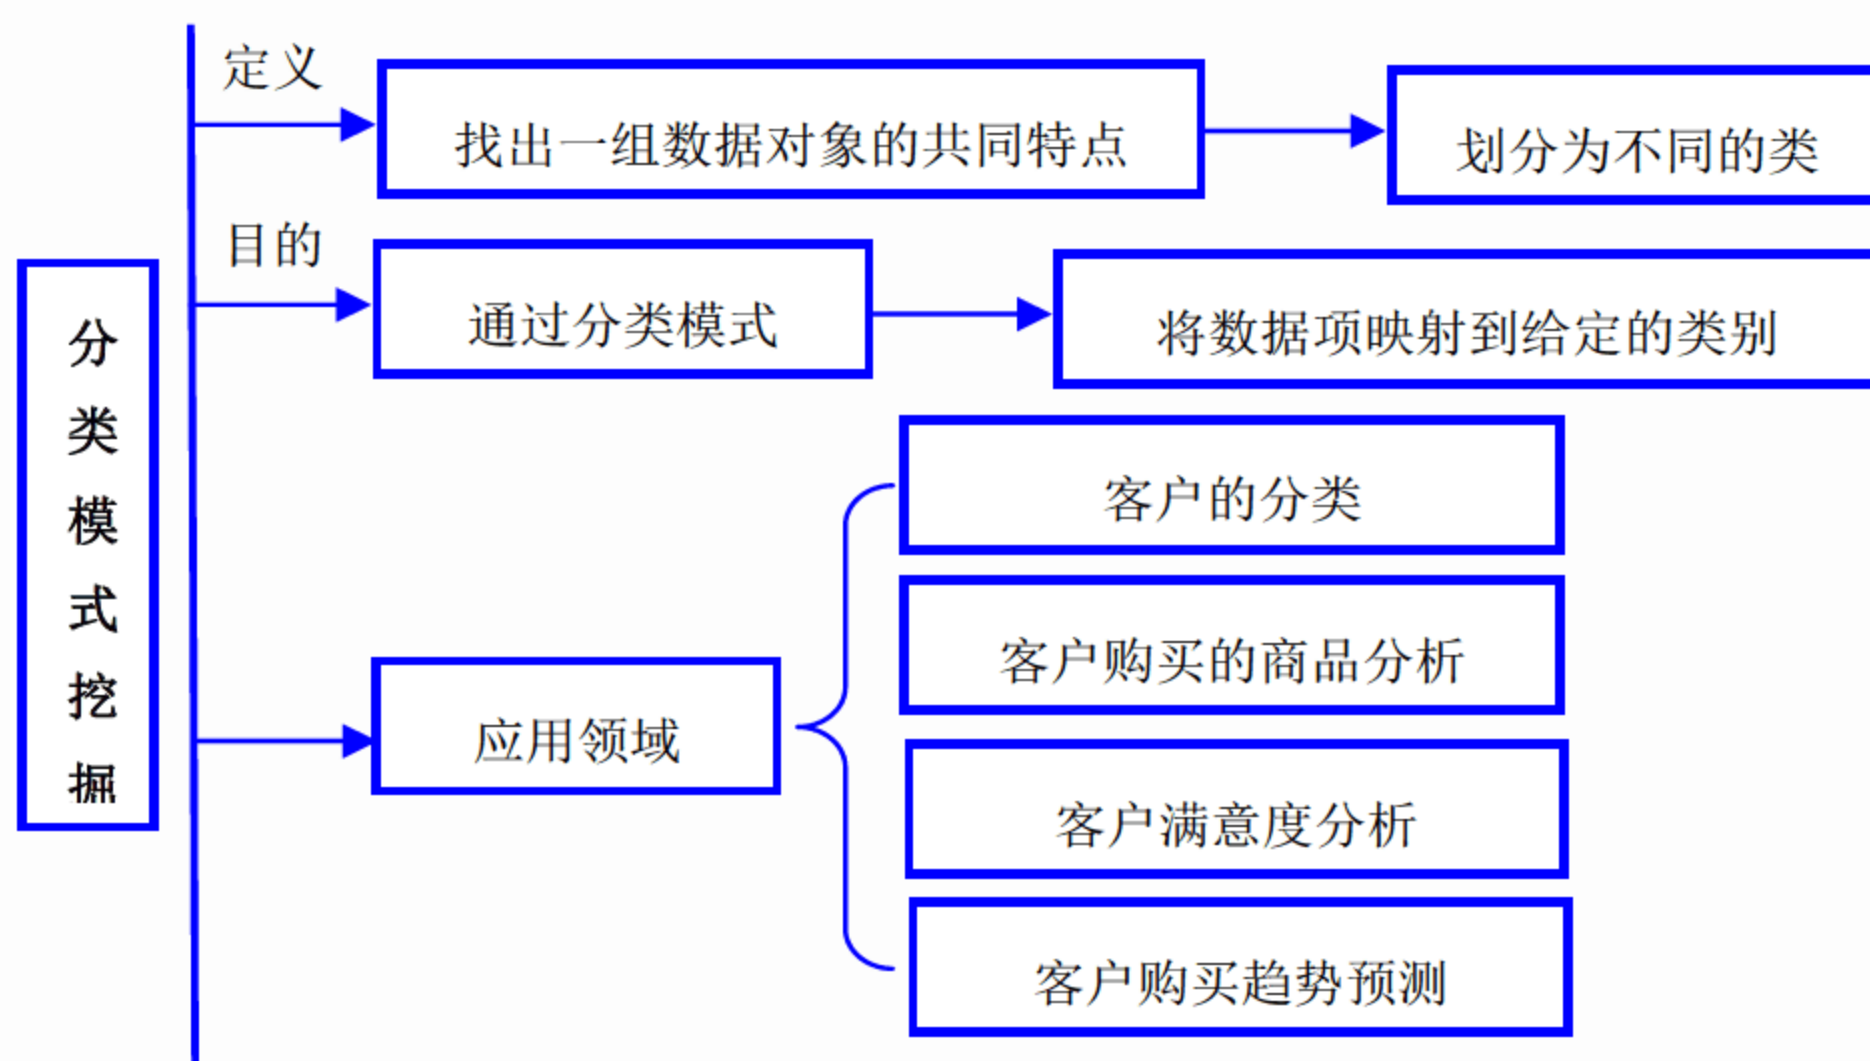 分类模式挖掘
定义
找出一组数据对象的共同特点
划分为不同的类
目的
通过分类模式
将数据项映射到给定的类别
应用领域
客户的分类
客户购买的商品分析
客户满意度分析
客户购买趋势预测